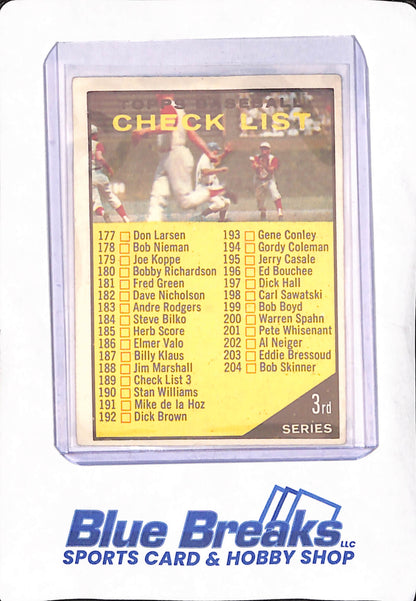 TOPPS BASEBALL
CHECK LIST
177 Don Larsen
178 Bob Nieman
179 Joe Koppe
180 Bobby Richardson
181 Fred Green
182 Dave Nicholson
183 Andre Rodgers
184 Steve Bilko
185 Herb Score
186 Elmer Valo
187 Billy Klaus
188 Jim Marshall
189 Check List 3
190 Stan Williams
191 Mike de la Hoz
192 Dick Brown
193 Gene Conley
194 Gordy Coleman
195 Jerry Casale
196 Ed Bouchee
197 Dick Hall
198 Carl Sawatski
199 Bob Boyd
200 Warren Spahn
201 Pete Whisenant
202 Al Neiger
203 Eddie Bressoud
204 Bob Skinner
3rd
SERIES
Blue Breaks LLC
SPORTS CARD & HOBBY SHOP